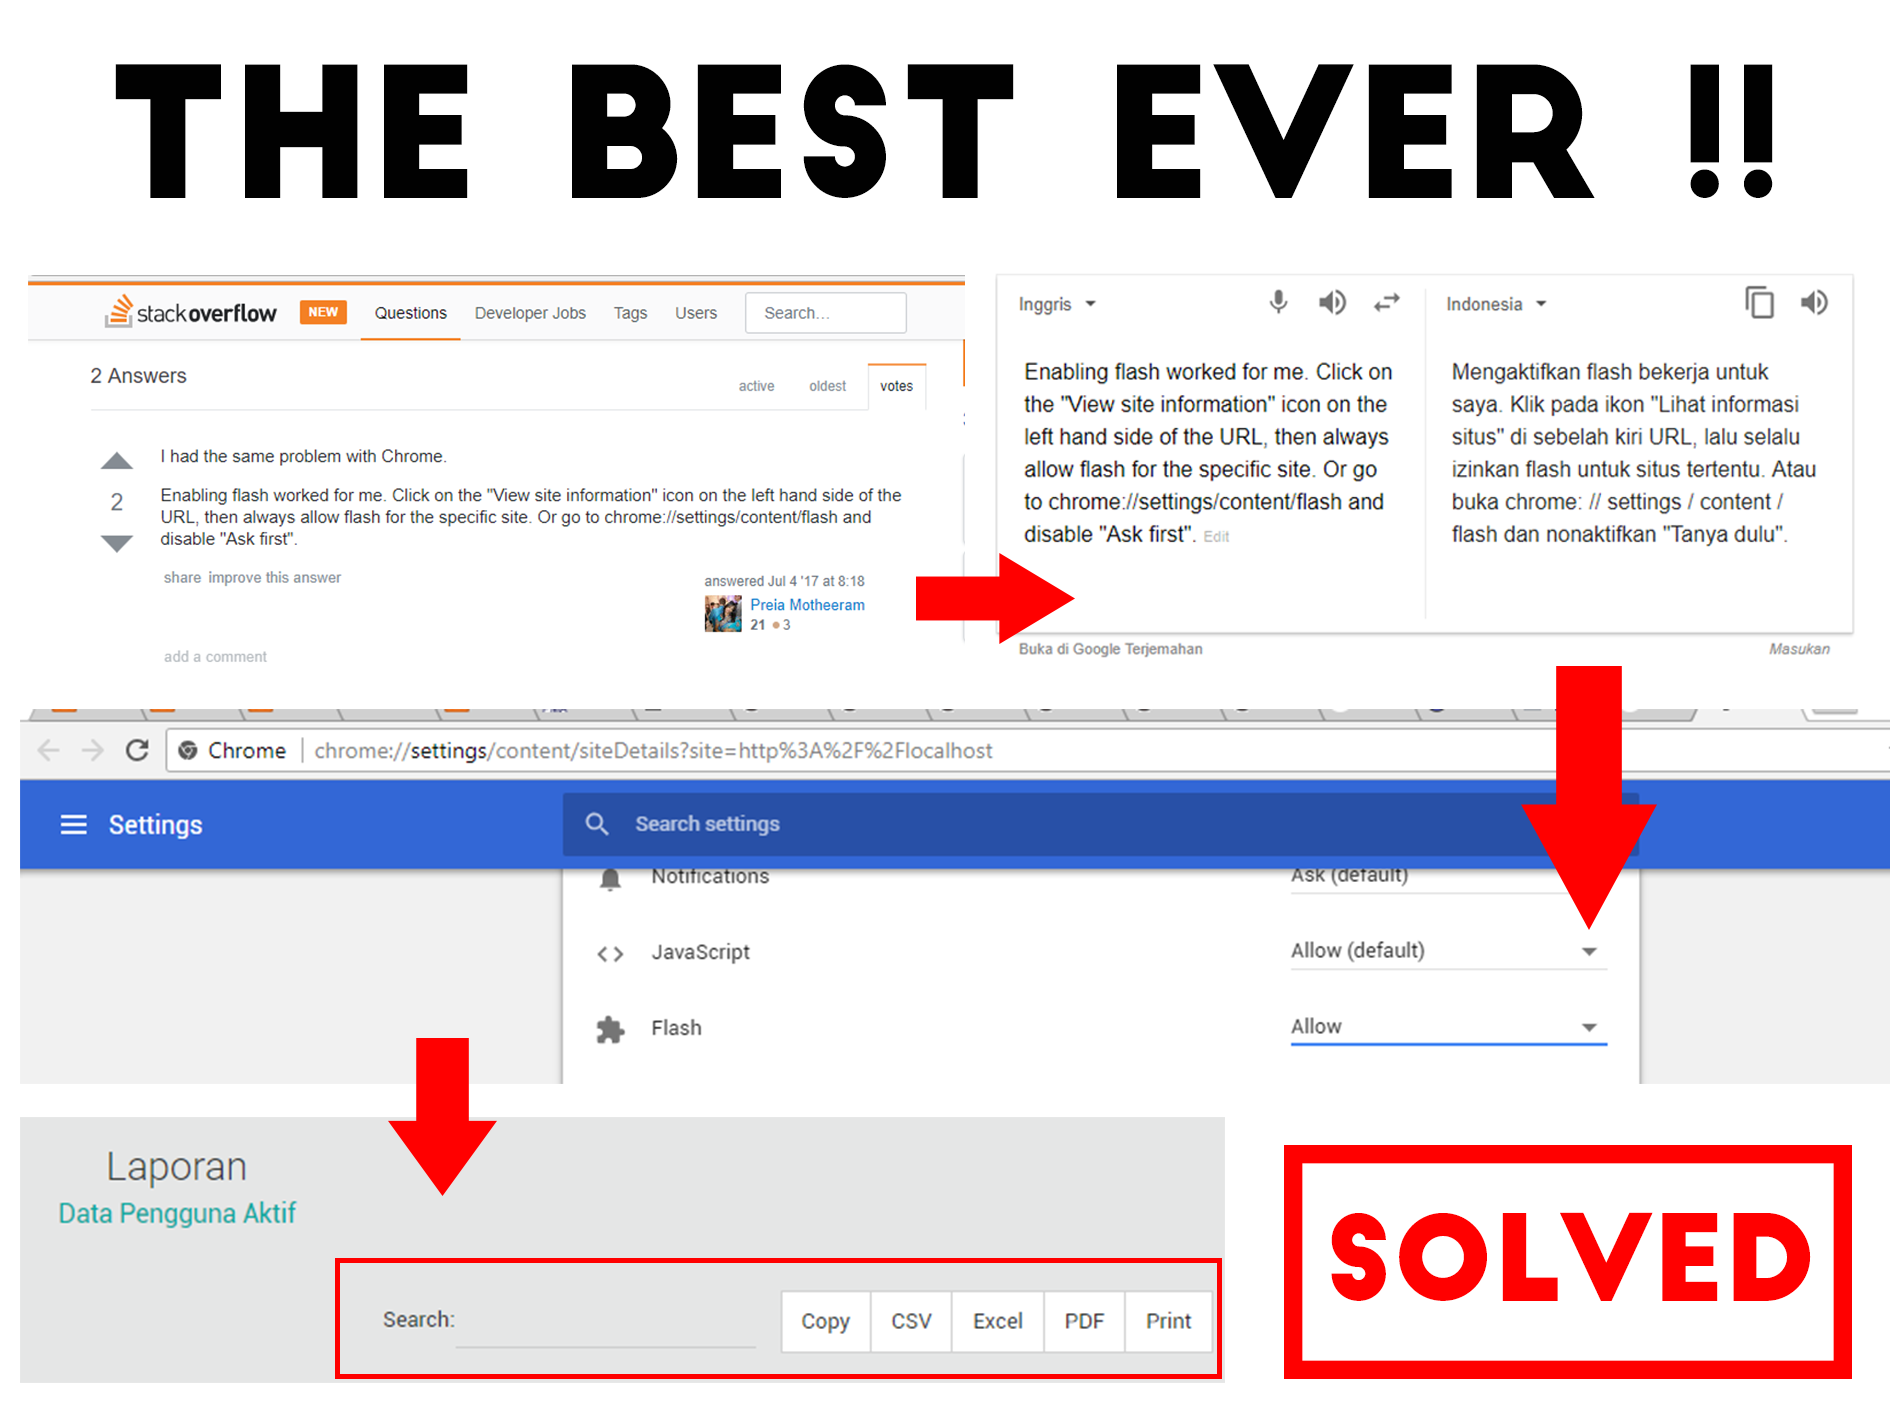 THE BEST EVER !!
stackoverflow NEW Questions Developer Jobs Tags Users Search...
2 Answers
active oldest votes
I had the same problem with Chrome.
2
Enabling flash worked for me. Click on the "View site information" icon on the left hand side of the
URL, then always allow flash for the specific site. Or go to chrome://settings/content/flash and
disable "Ask first".
share improve this answer
answered Jul 4 '17 at 8:18
Preia Motheeram
21 3
add a comment
Inggris
Enabling flash worked for me. Click on
the "View site information" icon on the
left hand side of the URL, then always
allow flash for the specific site. Or go
to chrome://settings/content/flash and
disable "Ask first". Edit
Indonesia
Mengaktifkan flash bekerja untuk
saya. Klik pada ikon "Lihat informasi
situs" di sebelah kiri URL, lalu selalu
izinkan flash untuk situs tertentu. Atau
buka chrome: // settings / content /
flash dan nonaktifkan "Tanya dulu".
Buka di Google Terjemahan
Masukan
Chrome chrome://settings/content/siteDetails?site=http%3A%2F%2Flocalhost
Settings Search settings
Notifications Ask (default)
JavaScript Allow (default)
Flash Allow
Laporan
Data Pengguna Aktif
Search: Copy CSV Excel PDF Print
SOLVED